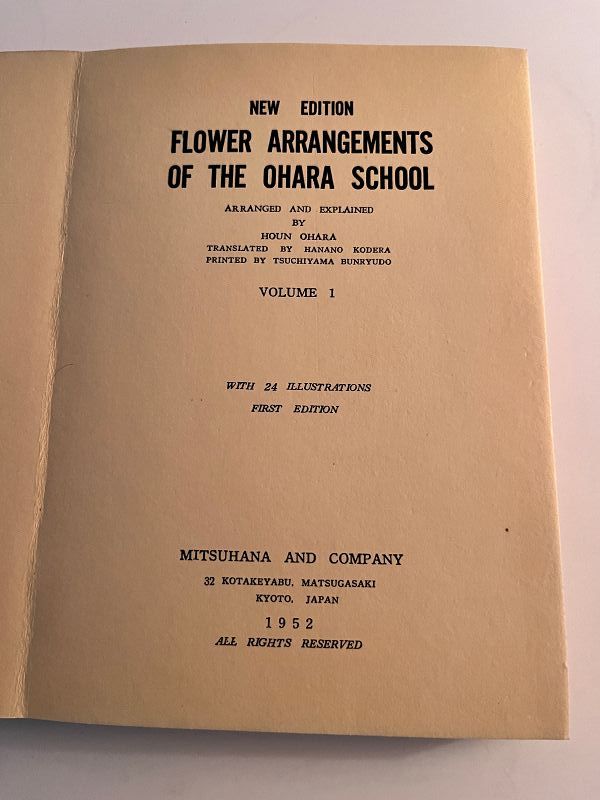 NEW EDITION
FLOWER ARRANGEMENTS
OF THE OHARA SCHOOL
ARRANGED AND EXPLAINED
BY
HOUN OHARA
TRANSLATED BY HANANO KODERA
PRINTED BY TSUCHIYAMA BUNRYUDO
VOLUME 1
WITH 24 ILLUSTRATIONS
FIRST EDITION
MITSUHANA AND COMPANY
32 KOTAKEYABU, MATSUGASAKI
KYOTO, JAPAN
1952
ALL RIGHTS RESERVED